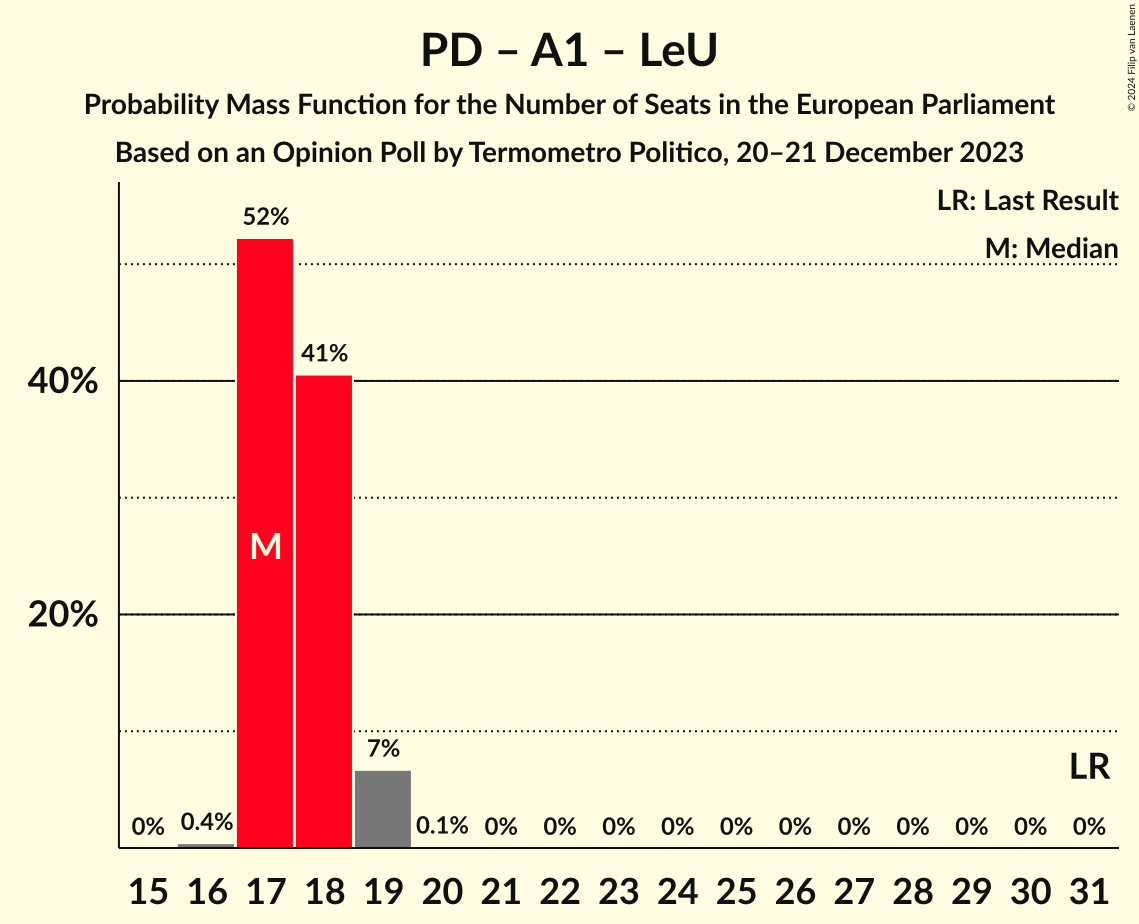 PD – A1 – LeU
Probability Mass Function for the Number of Seats in the European Parliament
Based on an Opinion Poll by Termometro Politico, 20–21 December 2023
© 2024 Filip van Laenen
LR: Last Result
M: Median
52%
41%
40%
M
20%
7%
LR
0% 0.4% 0.1% 0% 0% 0% 0% 0% 0% 0% 0% 0% 0% 0%
15 16 17 18 19 20 21 22 23 24 25 26 27 28 29 30 31